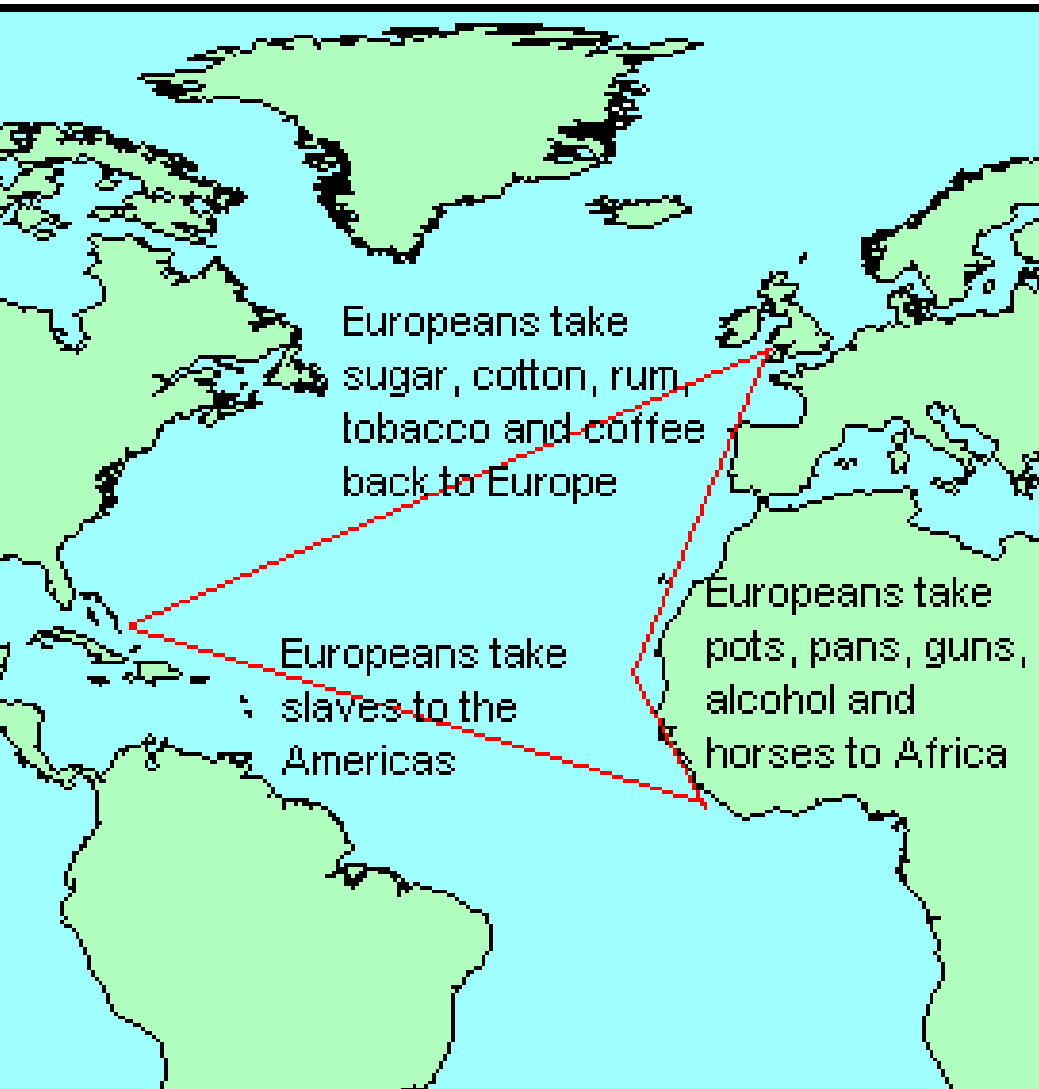 Europeans take
sugar, cotton, rum,
tobacco and coffee
back to Europe
Europeans take
pots, pans, guns,
alcohol and
horses to Africa
Europeans take
slaves to the
Americas